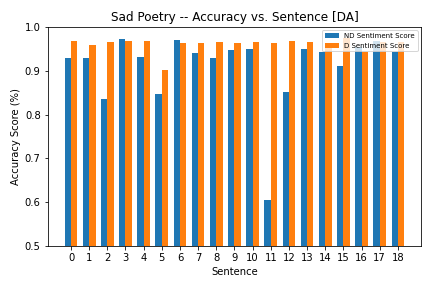 Sad Poetry -- Accuracy vs. Sentence [DA]
ND Sentiment Score
D Sentiment Score
Accuracy Score (%)
1.0
0.9
0.8
0.7
0.6
0.5
0 1 2 3 4 5 6 7 8 9 10 11 12 13 14 15 16 17 18
Sentence